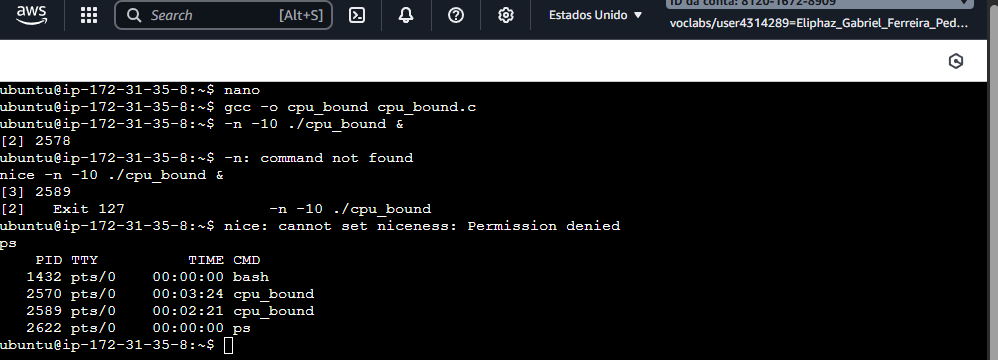 aws
Search [Alt+S]
Estados Unido
ID da conta: 8120-1672-8909
voclabs/user4314289=Eliphaz_Gabriel_Ferreira_Ped...
ubuntu@ip-172-31-35-8:~$ nano
ubuntu@ip-172-31-35-8:~$ gcc -o cpu_bound cpu_bound.c
ubuntu@ip-172-31-35-8:~$ -n -10 ./cpu_bound &
[2] 2578
ubuntu@ip-172-31-35-8:~$ -n: command not found
nice -n -10 ./cpu_bound &
[3] 2589
[2]   Exit 127                -n -10 ./cpu_bound
ubuntu@ip-172-31-35-8:~$ nice: cannot set niceness: Permission denied
ps
    PID TTY          TIME CMD
   1432 pts/0    00:00:00 bash
   2570 pts/0    00:03:24 cpu_bound
   2589 pts/0    00:02:21 cpu_bound
   2622 pts/0    00:00:00 ps
ubuntu@ip-172-31-35-8:~$